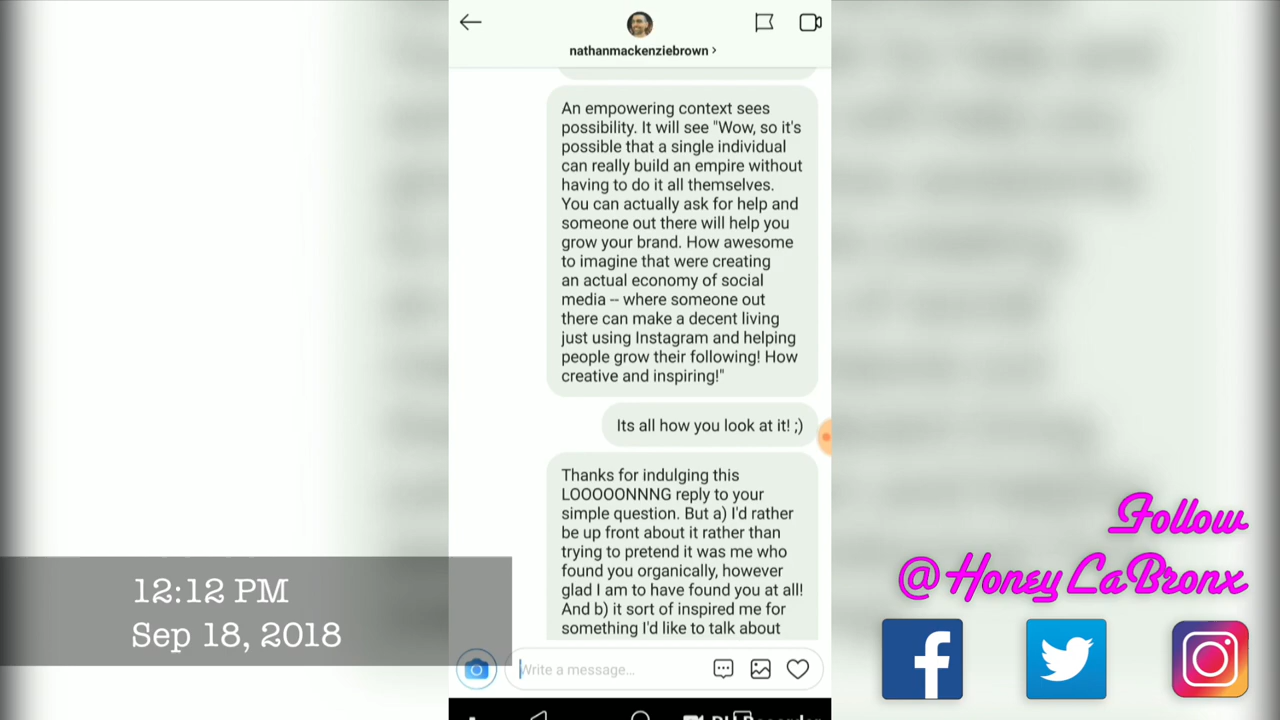 nathanmackenziebrown
An empowering context sees
possibility. It will see "Wow, so it's
possible that a single individual
can really build an empire without
having to do it all themselves.
You can actually ask for help and
someone out there will help you
grow your brand. How awesome
to imagine that were creating
an actual economy of social
media -- where someone out
there can make a decent living
just using Instagram and helping
people grow their following! How
creative and inspiring!"
Its all how you look at it! ;)
Thanks for indulging this
LOOOOONNNG reply to your
simple question. But a) I'd rather
be up front about it rather than
trying to pretend it was me who
found you organically, however
glad I am to have found you at all!
And b) it sort of inspired me for
something I'd like to talk about
Write a message...
12:12 PM
Sep 18, 2018
Follow
@HoneyLaBronx